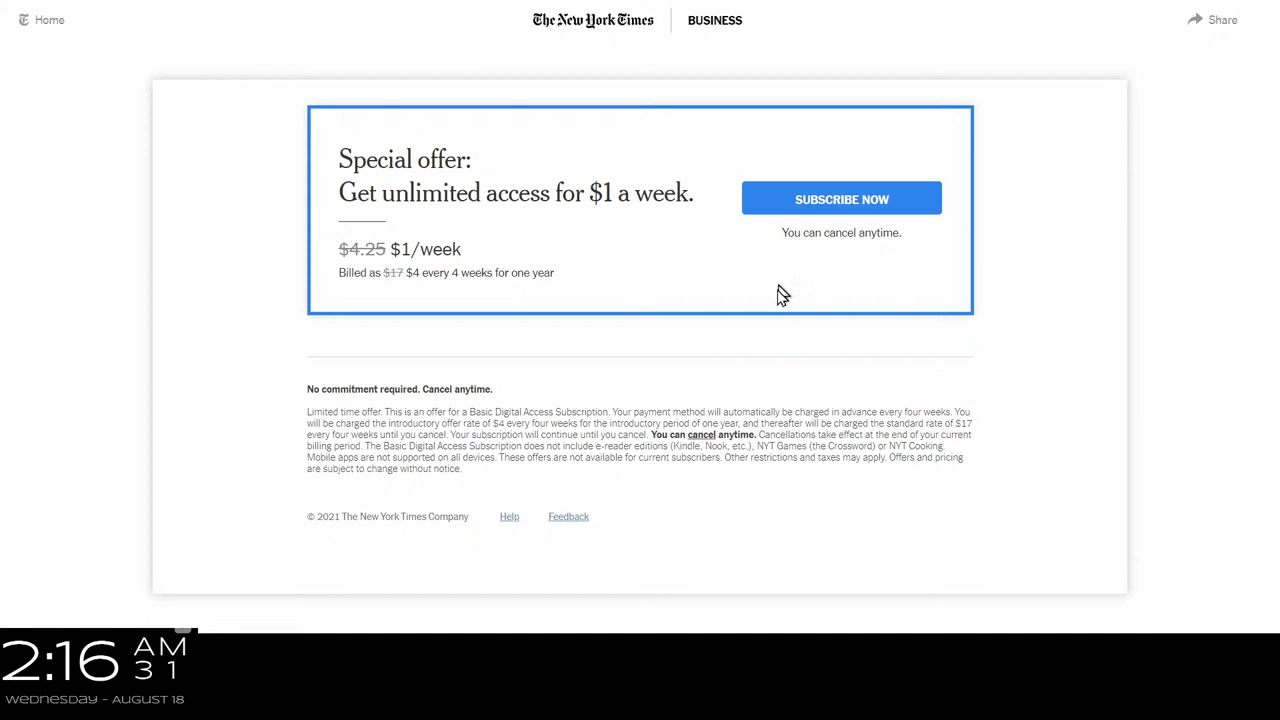 Home
The New York Times
BUSINESS
Share
Special offer:
Get unlimited access for $1 a week.
$4.25 $1/week
Billed as $17 $4 every 4 weeks for one year
SUBSCRIBE NOW
You can cancel anytime.
No commitment required. Cancel anytime.
Limited time offer. This is an offer for a Basic Digital Access Subscription. Your payment method will automatically be charged in advance every four weeks. You
will be charged the introductory offer rate of $4 every four weeks for the introductory period of one year, and thereafter will be charged the standard rate of $17
every four weeks until you cancel. Your subscription will continue until you cancel. You can cancel anytime. Cancellations take effect at the end of your current
billing period. The Basic Digital Access Subscription does not include e-reader editions (Kindle, Nook, etc.), NYT Games (the Crossword) or NYT Cooking.
Mobile apps are not supported on all devices. These offers are not available for current subscribers. Other restrictions and taxes may apply. Offers and pricing
are subject to change without notice.
© 2021 The New York Times Company
Help
Feedback
2:16 AM
31
Wednesday - August 18